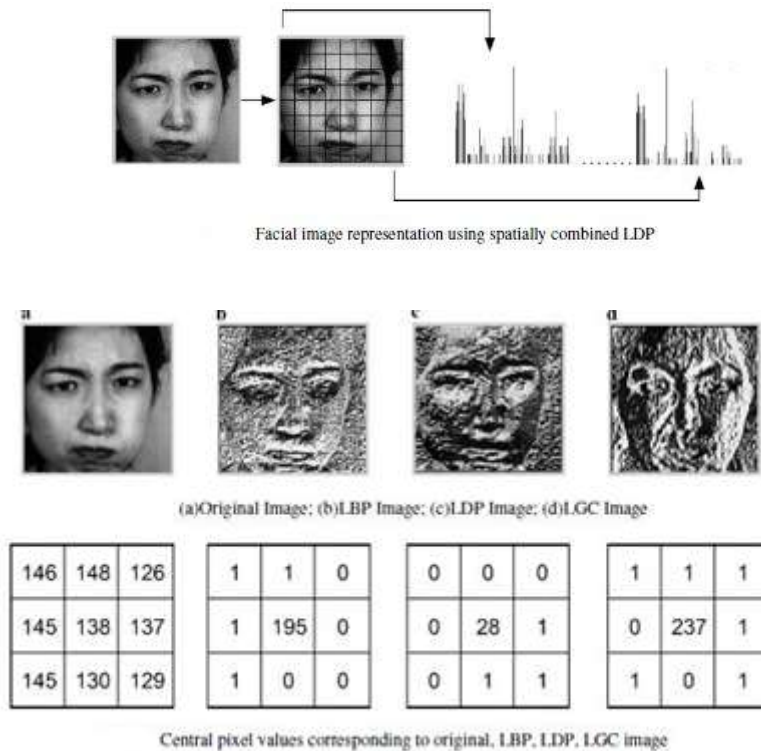 Facial image representation using spatially combined LDP
a b c d
(a)Original Image; (b)LBP Image; (c)LDP Image; (d)LGC Image
146 148 126 1 1 0 0 0 0 1 1 1
145 138 137 1 195 0 0 28 1 0 237 1
145 130 129 1 0 0 0 1 1 1 0 1
Central pixel values corresponding to original, LBP, LDP, LGC image